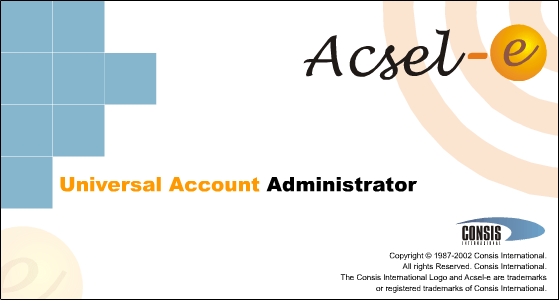 Acsel-e
Universal Account Administrator
CONSIS
INTERNATIONAL
Copyright © 1987-2002 Consis International.
All rights Reserved. Consis International.
The Consis International Logo and Acsel-e are trademarks
or registered trademarks of Consis International.
e